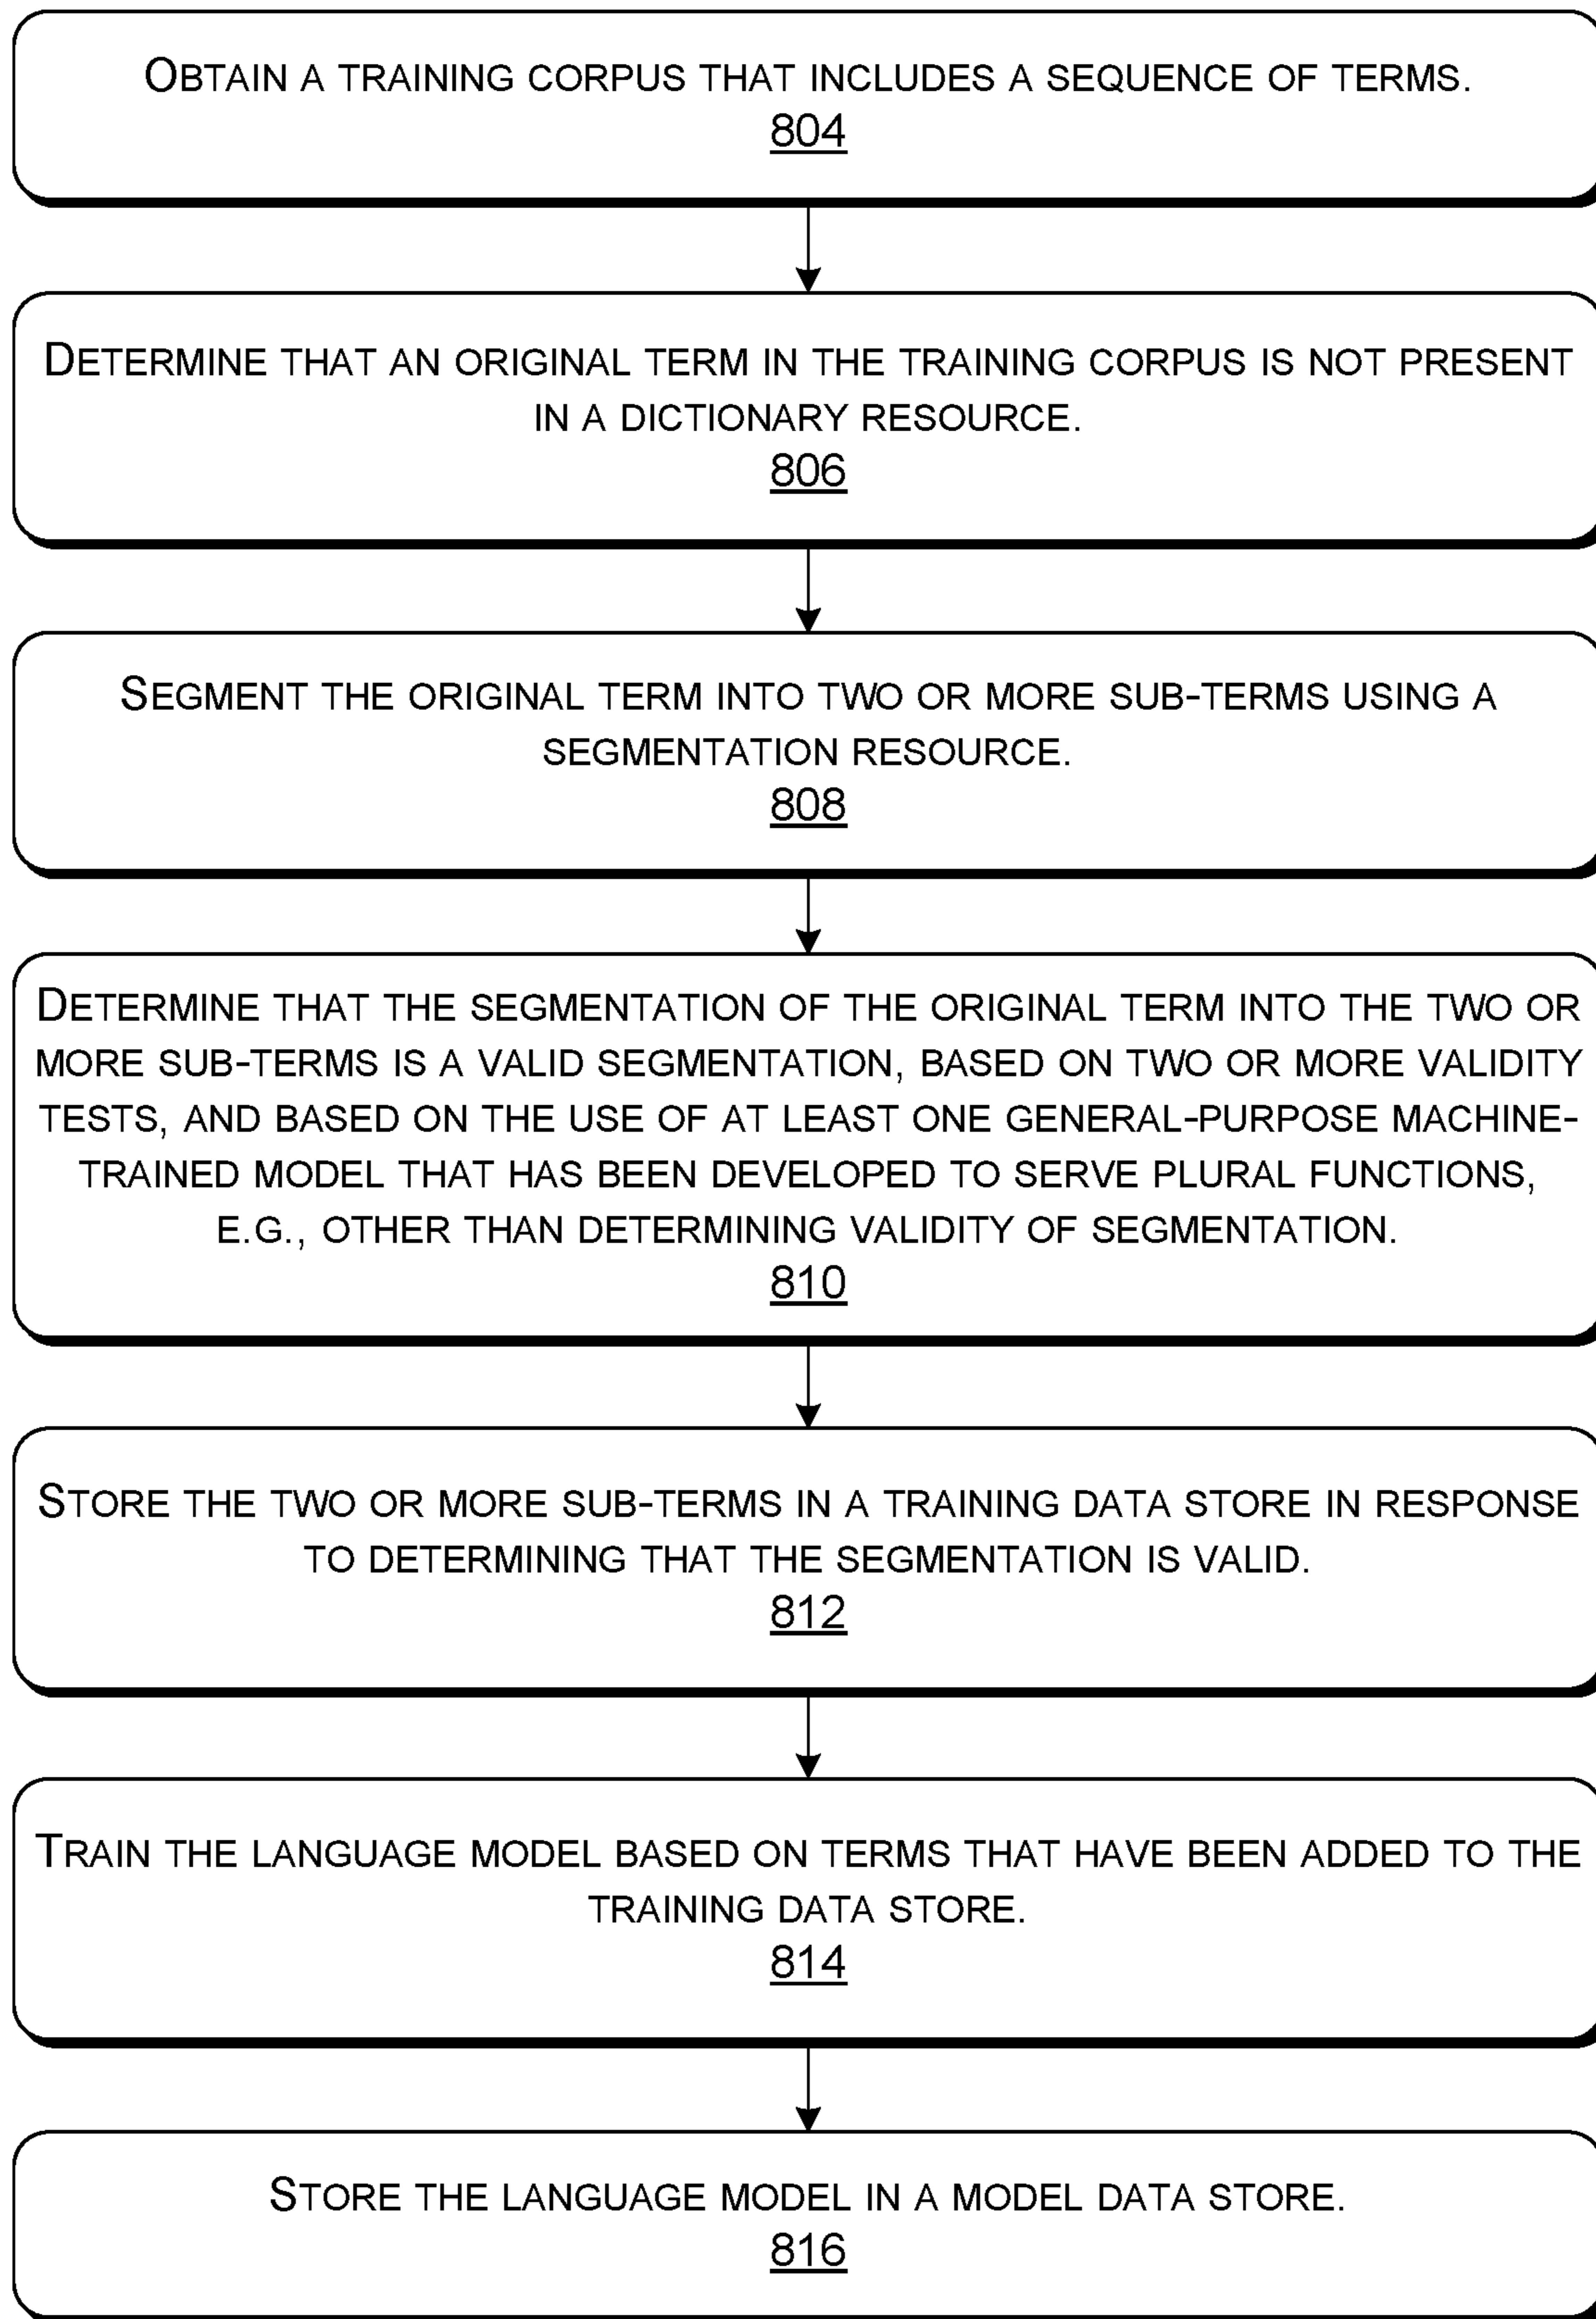 OBTAIN A TRAINING CORPUS THAT INCLUDES A SEQUENCE OF TERMS.
804
DETERMINE THAT AN ORIGINAL TERM IN THE TRAINING CORPUS IS NOT PRESENT
IN A DICTIONARY RESOURCE.
806
SEGMENT THE ORIGINAL TERM INTO TWO OR MORE SUB-TERMS USING A
SEGMENTATION RESOURCE.
808
DETERMINE THAT THE SEGMENTATION OF THE ORIGINAL TERM INTO THE TWO OR
MORE SUB-TERMS IS A VALID SEGMENTATION, BASED ON TWO OR MORE VALIDITY
TESTS, AND BASED ON THE USE OF AT LEAST ONE GENERAL-PURPOSE MACHINE-
TRAINED MODEL THAT HAS BEEN DEVELOPED TO SERVE PLURAL FUNCTIONS,
E.G., OTHER THAN DETERMINING VALIDITY OF SEGMENTATION.
810
STORE THE TWO OR MORE SUB-TERMS IN A TRAINING DATA STORE IN RESPONSE
TO DETERMINING THAT THE SEGMENTATION IS VALID.
812
TRAIN THE LANGUAGE MODEL BASED ON TERMS THAT HAVE BEEN ADDED TO THE
TRAINING DATA STORE.
814
STORE THE LANGUAGE MODEL IN A MODEL DATA STORE.
816